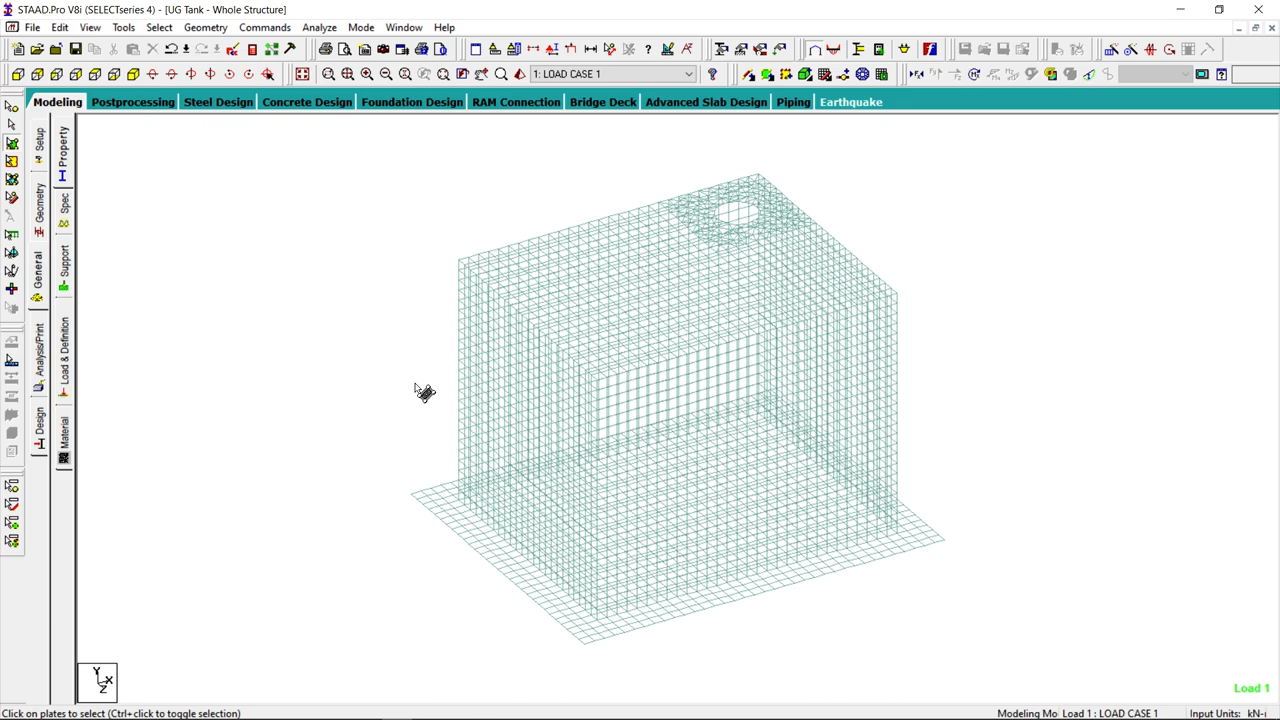 STAAD.Pro V8i (SELECTseries 4) - [UG Tank - Whole Structure]
File Edit View Tools Select Geometry Commands Analyze Mode Window Help
1: LOAD CASE 1
Modeling Postprocessing Steel Design Concrete Design Foundation Design RAM Connection Bridge Deck Advanced Slab Design Piping Earthquake
Setup
Geometry
General
Analysis/Print
Design
Property
Spec
Support
Load & Definition
Material
Y
X
Z
Load 1
Click on plates to select (Ctrl+click to toggle selection)
Modeling Mo Load 1 : LOAD CASE 1 Input Units: kN-